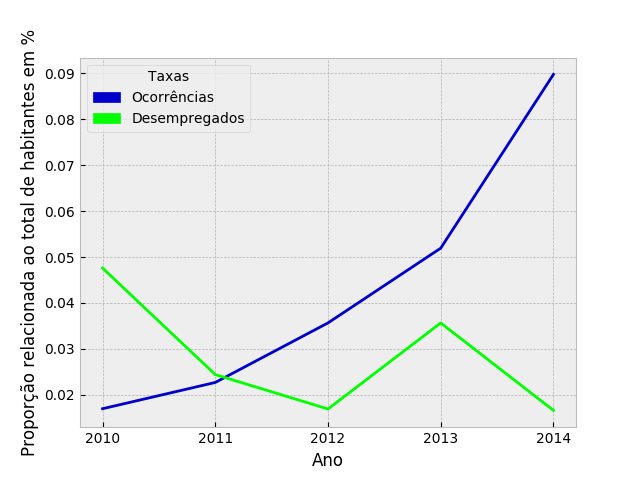 Proporção relacionada ao total de habitantes em %
0.09
0.08
0.07
0.06
0.05
0.04
0.03
0.02
Taxas
Ocorrências
Desempregados
2010 2011 2012 2013 2014
Ano